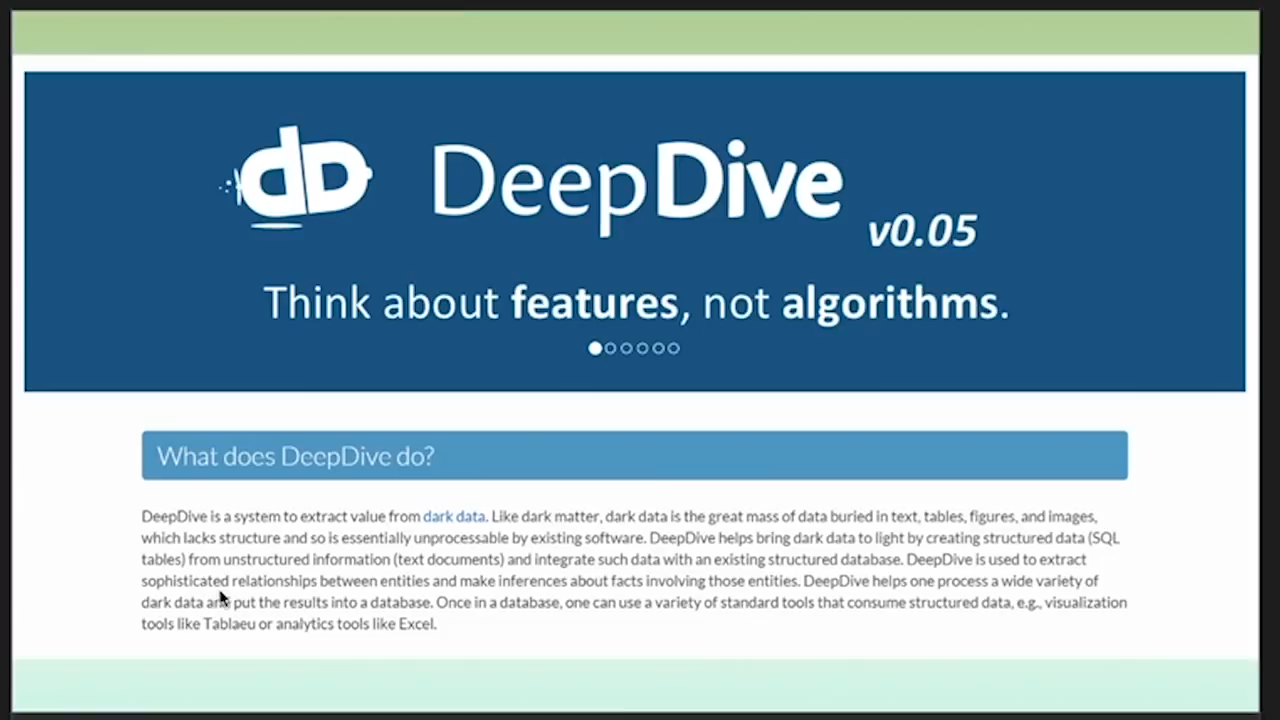 dD DeepDive v0.05
Think about features, not algorithms.
What does DeepDive do?
DeepDive is a system to extract value from dark data. Like dark matter, dark data is the great mass of data buried in text, tables, figures, and images,
which lacks structure and so is essentially unprocessable by existing software. DeepDive helps bring dark data to light by creating structured data (SQL
tables) from unstructured information (text documents) and integrate such data with an existing structured database. DeepDive is used to extract
sophisticated relationships between entities and make inferences about facts involving those entities. DeepDive helps one process a wide variety of
dark data and put the results into a database. Once in a database, one can use a variety of standard tools that consume structured data, e.g., visualization
tools like Tablaeu or analytics tools like Excel.